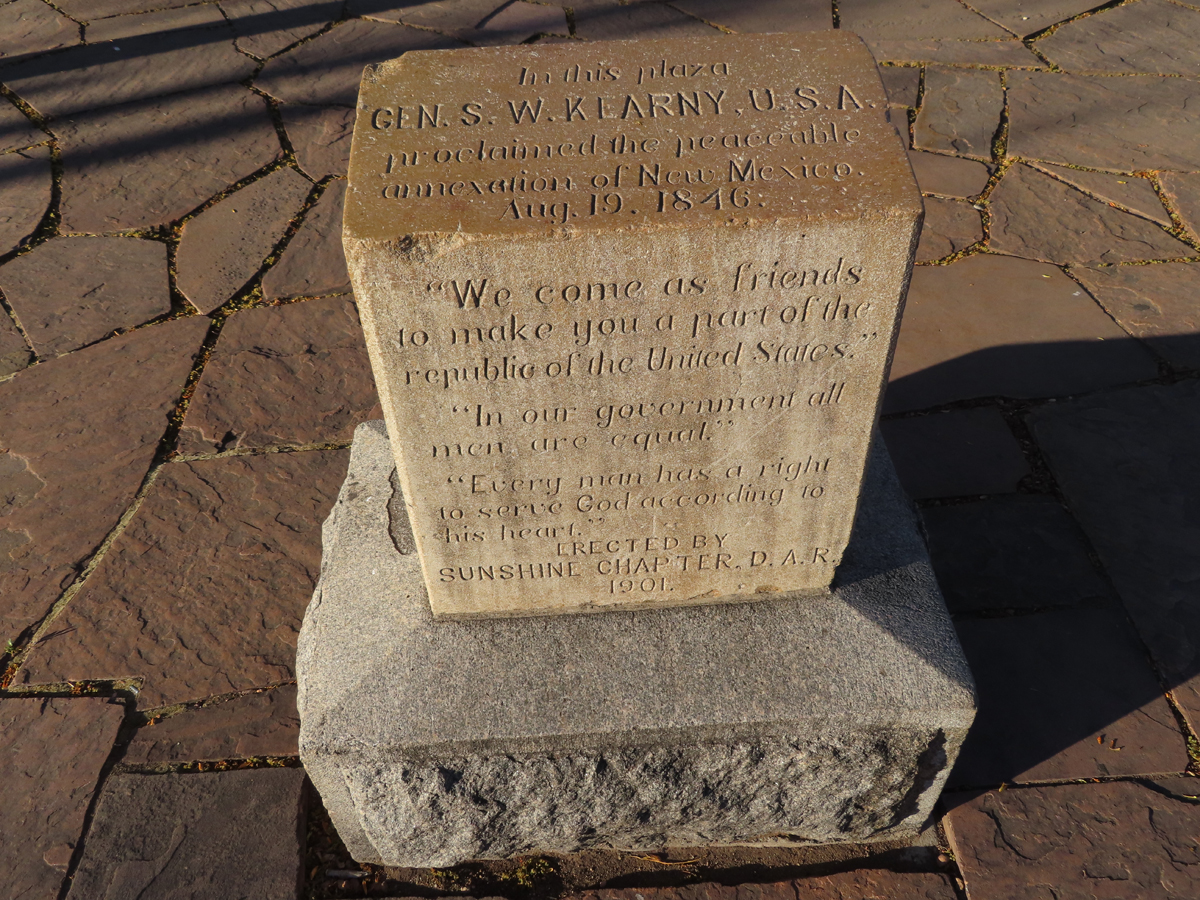 In this plaza
GEN. S. W. KEARNY, U.S.A.
proclaimed the peaceable
annexation of New Mexico.
Aug. 19, 1846.
"We come as friends
to make you a part of the
republic of the United States."
"In our government all
men are equal."
"Every man has a right
to serve God according to
his heart."
ERECTED BY
SUNSHINE CHAPTER, D. A. R.
1901.